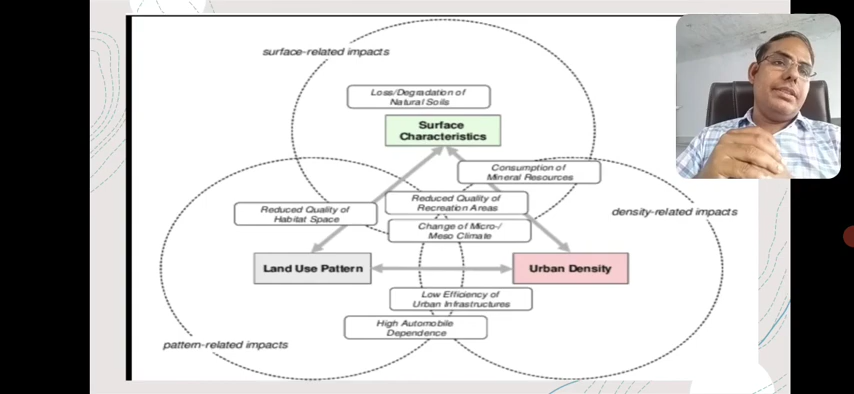 surface-related impacts
Loss/Degradation of
Natural Soils
Surface
Characteristics
Consumption of
Mineral Resources
Reduced Quality of
Recreation Areas
Reduced Quality of
Habitat Space
density-related impacts
Change of Micro-/
Meso Climate
Land Use Pattern
Urban Density
Low Efficiency of
Urban Infrastructures
High Automobile
Dependence
pattern-related impacts